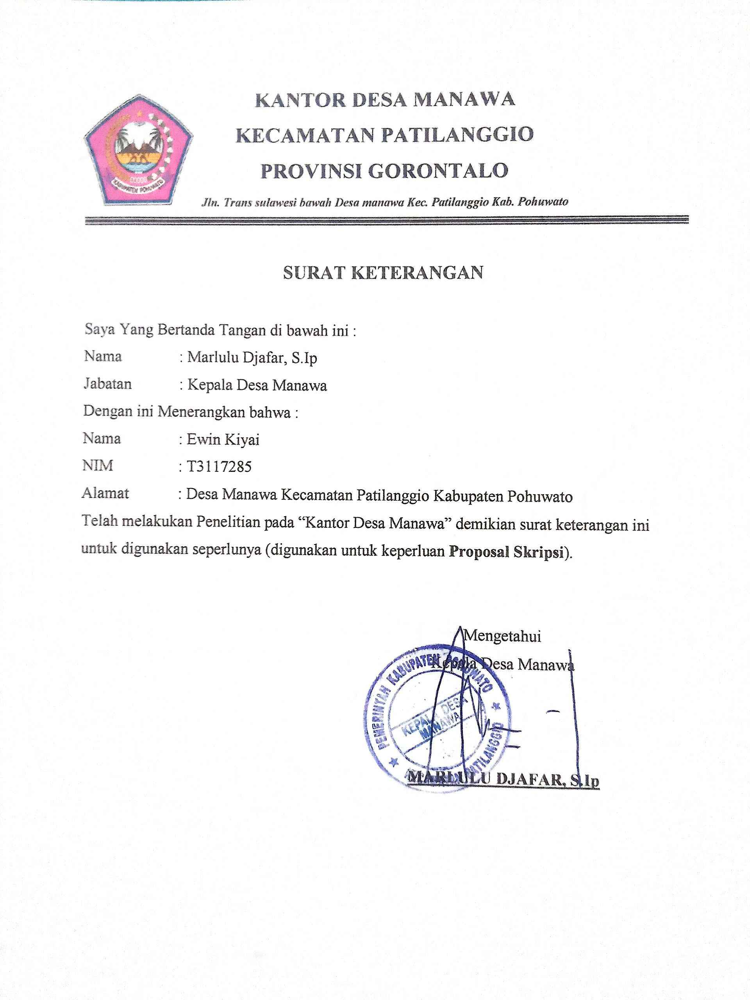 KANTOR DESA MANAWA
KECAMATAN PATILANGGIO
PROVINSI GORONTALO
Jln. Trans sulawesi bawah Desa manawa Kec. Patilanggio Kab. Pohuwato
KABUPATEN POHUWATO
SURAT KETERANGAN
Saya Yang Bertanda Tangan di bawah ini :
Nama : Marlulu Djafar, S.Ip
Jabatan : Kepala Desa Manawa
Dengan ini Menerangkan bahwa :
Nama : Ewin Kiyai
NIM : T3117285
Alamat : Desa Manawa Kecamatan Patilanggio Kabupaten Pohuwato
Telah melakukan Penelitian pada “Kantor Desa Manawa” demikian surat keterangan ini
untuk digunakan seperlunya (digunakan untuk keperluan Proposal Skripsi).
Mengetahui
Kepala Desa Manawa
PEMERINTAH KABUPATEN POHUWATO
KEPALA DESA
MANAWA
PATILANGGIO
MARLULU DJAFAR, S.Ip